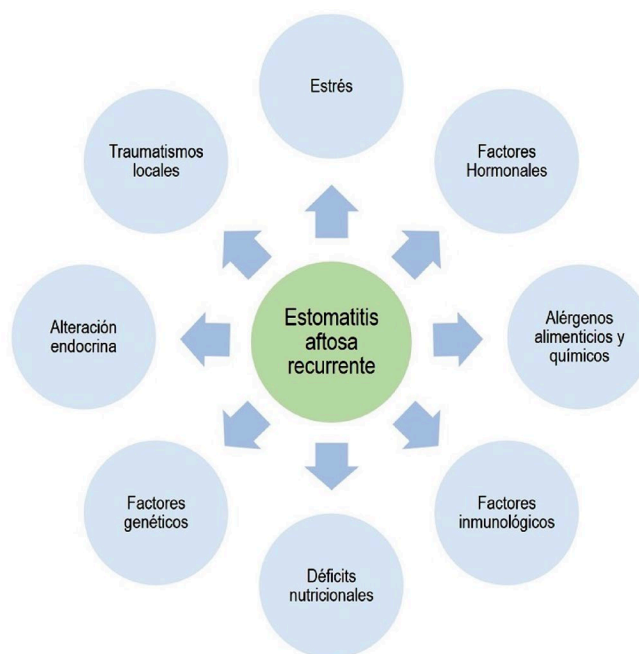 Estrés
Factores
Hormonales
Alérgenos
alimenticios y
químicos
Factores
inmunológicos
Déficits
nutricionales
Factores
genéticos
Alteración
endocrina
Traumatismos
locales
Estomatitis
aftosa
recurrente